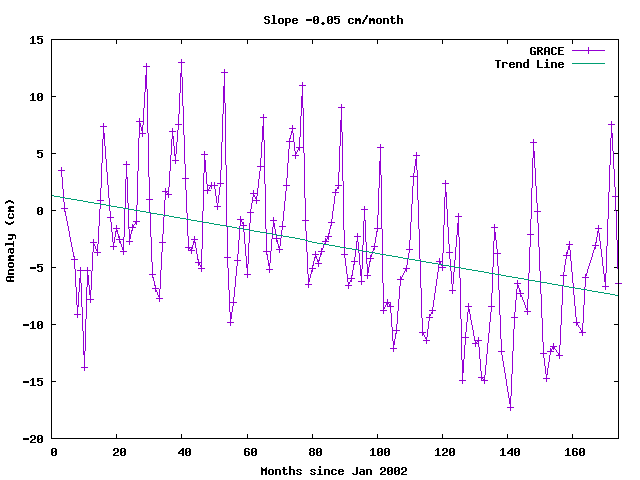 Slope -0.05 cm/month
GRACE
Trend Line
15
10
5
0
-5
-10
-15
-20
Anomaly (cm)
0 20 40 60 80 100 120 140 160
Months since Jan 2002